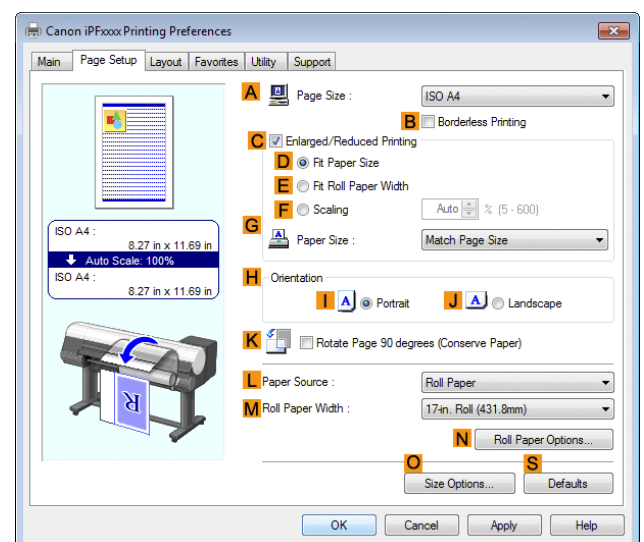 Canon iPFxxxx Printing Preferences
Main Page Setup Layout Favorites Utility Support
A Page Size : ISO A4
B Borderless Printing
C Enlarged/Reduced Printing
D Fit Paper Size
E Fit Roll Paper Width
F Scaling Auto % (5 - 600)
G Paper Size : Match Page Size
ISO A4 :
8.27 in x 11.69 in
Auto Scale: 100%
ISO A4 :
8.27 in x 11.69 in
H Orientation
I A Portrait J A Landscape
K Rotate Page 90 degrees (Conserve Paper)
R
L Paper Source : Roll Paper
M Roll Paper Width : 17-in. Roll (431.8mm)
N Roll Paper Options...
O S
Size Options... Defaults
OK Cancel Apply Help